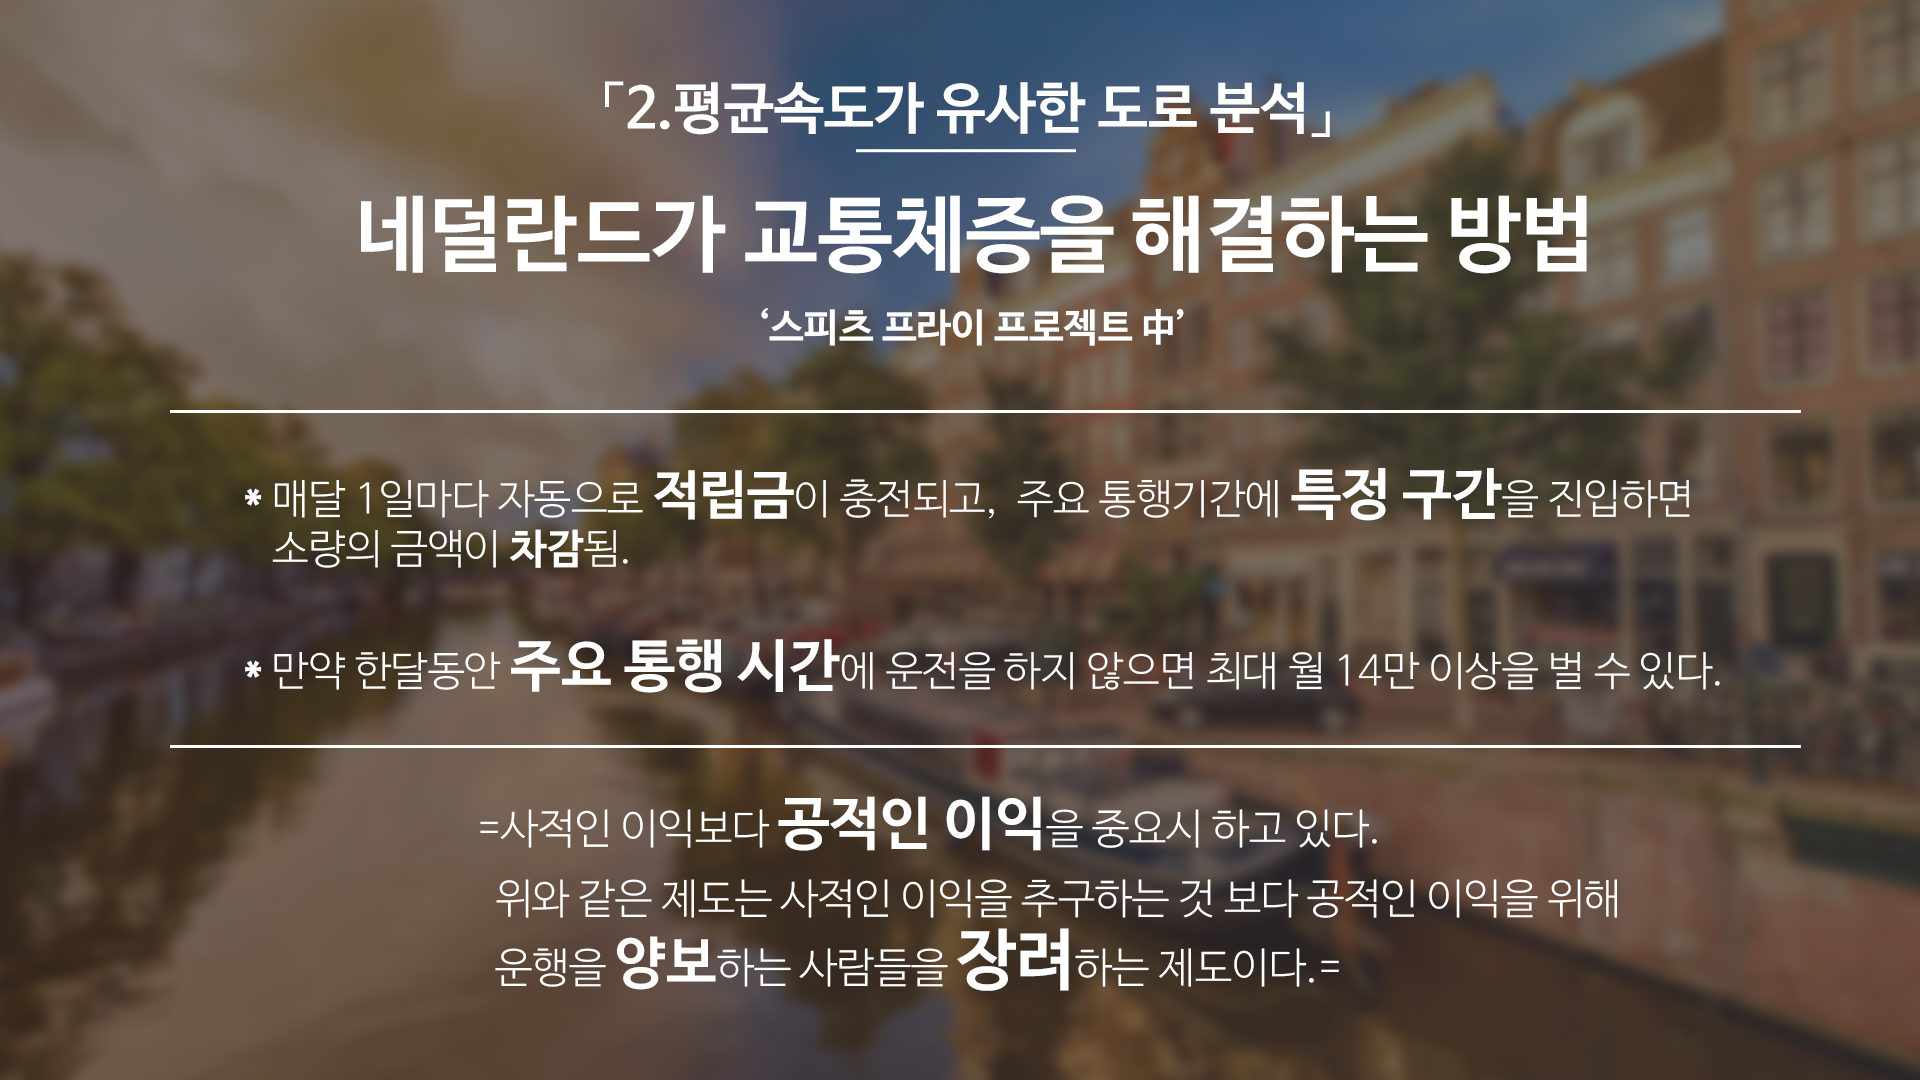 「2.평균속도가 유사한 도로 분석」
네덜란드가 교통체증을 해결하는 방법
‘스피츠 프라이 프로젝트 中’
* 매달 1일마다 자동으로 적립금이 충전되고, 주요 통행기간에 특정 구간을 진입하면
소량의 금액이 차감됨.
* 만약 한달동안 주요 통행 시간에 운전을 하지 않으면 최대 월 14만 이상을 벌 수 있다.
=사적인 이익보다 공적인 이익을 중요시 하고 있다.
위와 같은 제도는 사적인 이익을 추구하는 것 보다 공적인 이익을 위해
운행을 양보하는 사람들을 장려하는 제도이다.=